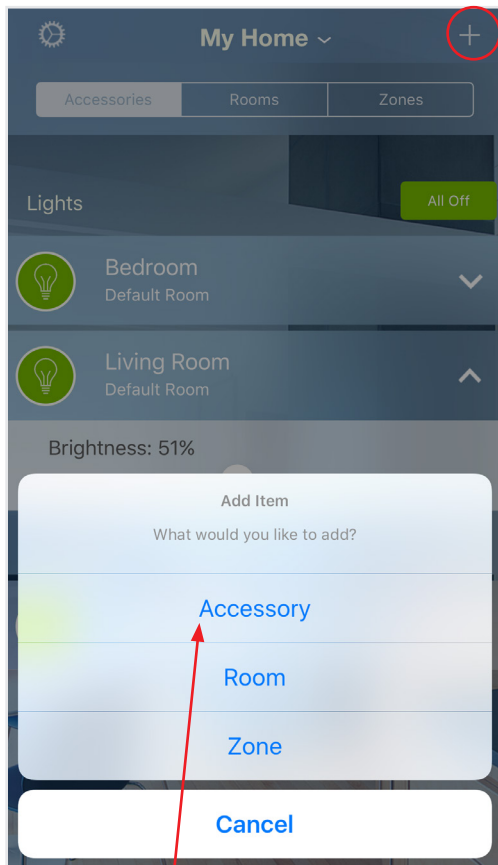 My Home
Accessories Rooms Zones
Lights
All Off
Bedroom
Default Room
Living Room
Default Room
Brightness: 51%
Add Item
What would you like to add?
Accessory
Room
Zone
Cancel